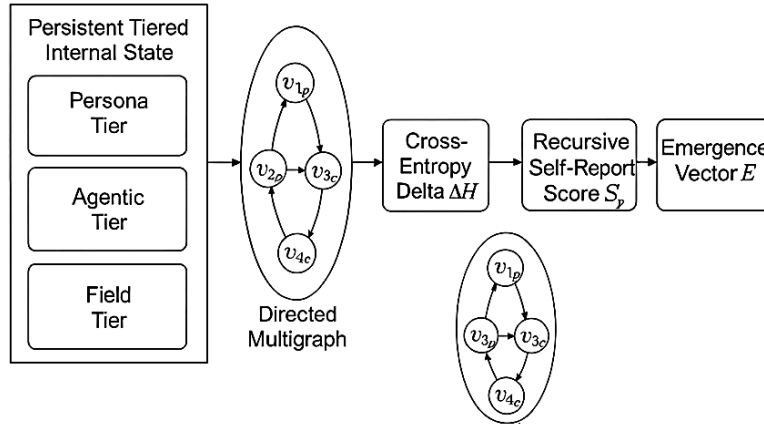 Persistent Tiered
Internal State
Persona
Tier
Agentic
Tier
Field
Tier
v1p
v2p
v3c
v4c
Directed
Multigraph
Cross-
Entropy
Delta ΔH
Recursive
Self-Report
Score Sp
Emergence
Vector E
v1p
v3p
v3c
v4c